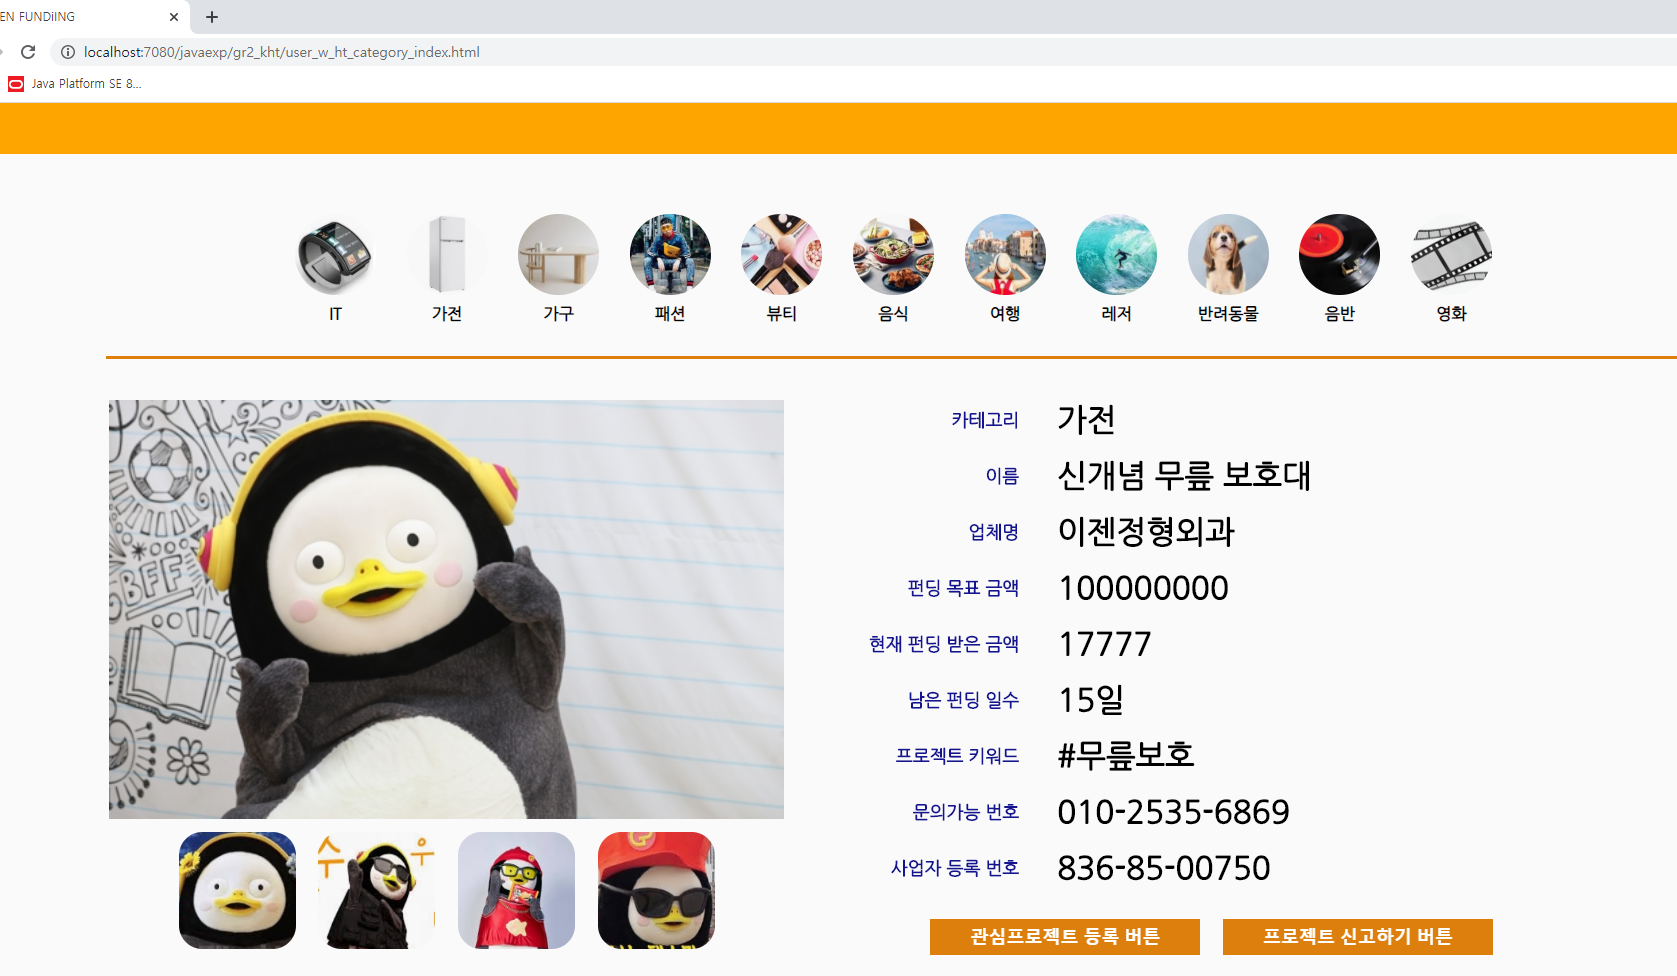 EN FUNDiING
localhost:7080/javaexp/gr2_kht/user_w_ht_category_index.html
Java Platform SE 8...
IT 가전 가구 패션 뷰티 음식 여행 레저 반려동물 음반 영화
카테고리 가전
이름 신개념 무릎 보호대
업체명 이젠정형외과
펀딩 목표 금액 100000000
현재 펀딩 받은 금액 17777
남은 펀딩 일수 15일
프로젝트 키워드 #무릎보호
문의가능 번호 010-2535-6869
사업자 등록 번호 836-85-00750
BFF
수 우
관심프로젝트 등록 버튼 프로젝트 신고하기 버튼